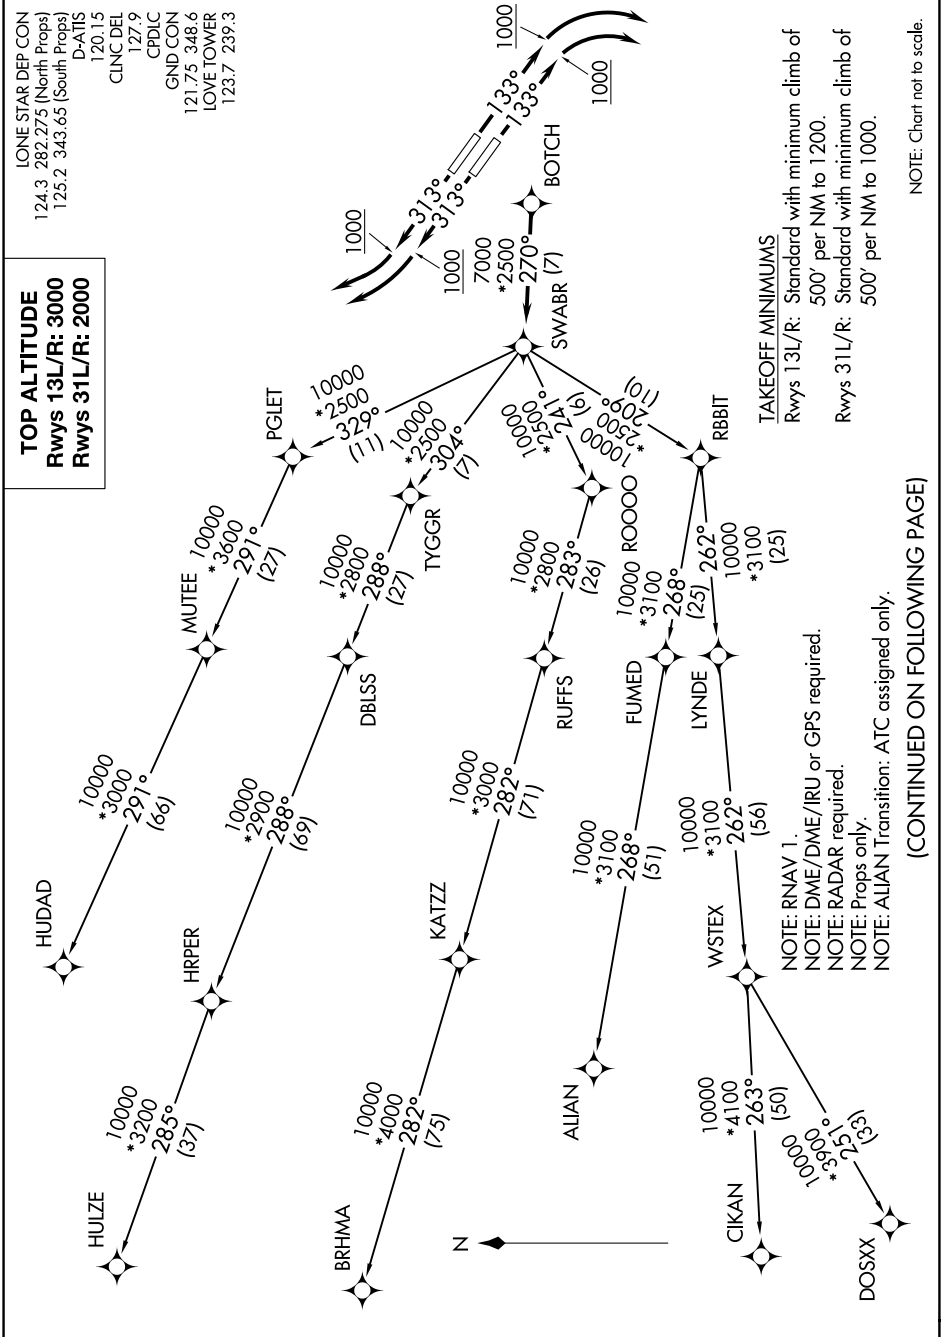 TOP ALTITUDE
Rwys 13L/R: 3000
Rwys 31L/R: 2000
LONE STAR DEP CON
124.3 282.275 (North Props)
125.2 343.65 (South Props)
D-ATIS
120.15
CLNC DEL
127.9
CPDLC
GND CON
121.75 348.6
LOVE TOWER
123.7 239.3
1000
1000
313°
313°
133°
133°
1000
1000
BOTCH
7000
*2500
270°
(7)
SWABR
10000
*2500
329°
(11)
PGLET
10000
*3600
291°
(27)
MUTEE
10000
*3000
291°
(66)
HUDAD
10000
*2500
304°
(7)
TYGGR
10000
*2800
288°
(27)
DBLSS
10000
*2900
288°
(69)
HRPER
10000
*3200
285°
(37)
HULZE
10000
*2500
241°
(9)
ROOOO
10000
*2800
283°
(26)
RUFFS
10000
*3000
282°
(71)
KATZZ
10000
*4000
282°
(75)
BRHMA
10000
*2500
209°
(10)
RBBIT
10000
*3100
268°
(25)
FUMED
10000
*3100
268°
(51)
ALIAN
262°
10000
*3100
(25)
LYNDE
10000
*3100
262°
(56)
WSTEX
10000
*4100
263°
(50)
CIKAN
10000
*3900
251°
(33)
DOSXX
N
TAKEOFF MINIMUMS
Rwys 13L/R: Standard with minimum climb of
500' per NM to 1200.
Rwys 31L/R: Standard with minimum climb of
500' per NM to 1000.
NOTE: RNAV 1.
NOTE: DME/DME/IRU or GPS required.
NOTE: RADAR required.
NOTE: Props only.
NOTE: ALIAN Transition: ATC assigned only.
(CONTINUED ON FOLLOWING PAGE)
NOTE: Chart not to scale.